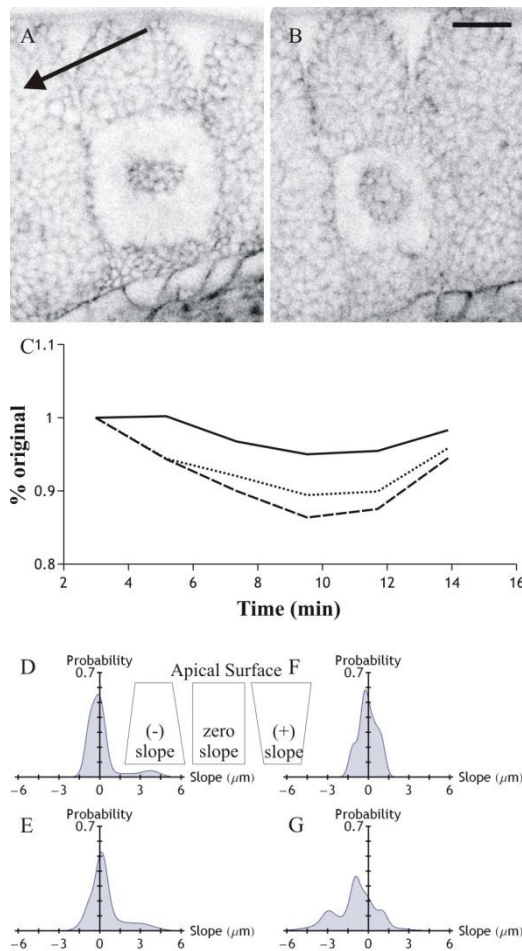 A
B
C
1.1
1
0.9
0.8
% original
2 4 6 8 10 12 14 16
Time (min)
D
Probability
0.7
Apical Surface
F
Probability
0.7
(-)
slope
zero
slope
(+)
slope
-6 -3 0 3 6 Slope (μm)
-6 -3 0 3 6 Slope (μm)
E
Probability
0.7
G
Probability
0.7
-6 -3 0 3 6 Slope (μm)
-6 -3 0 3 6 Slope (μm)